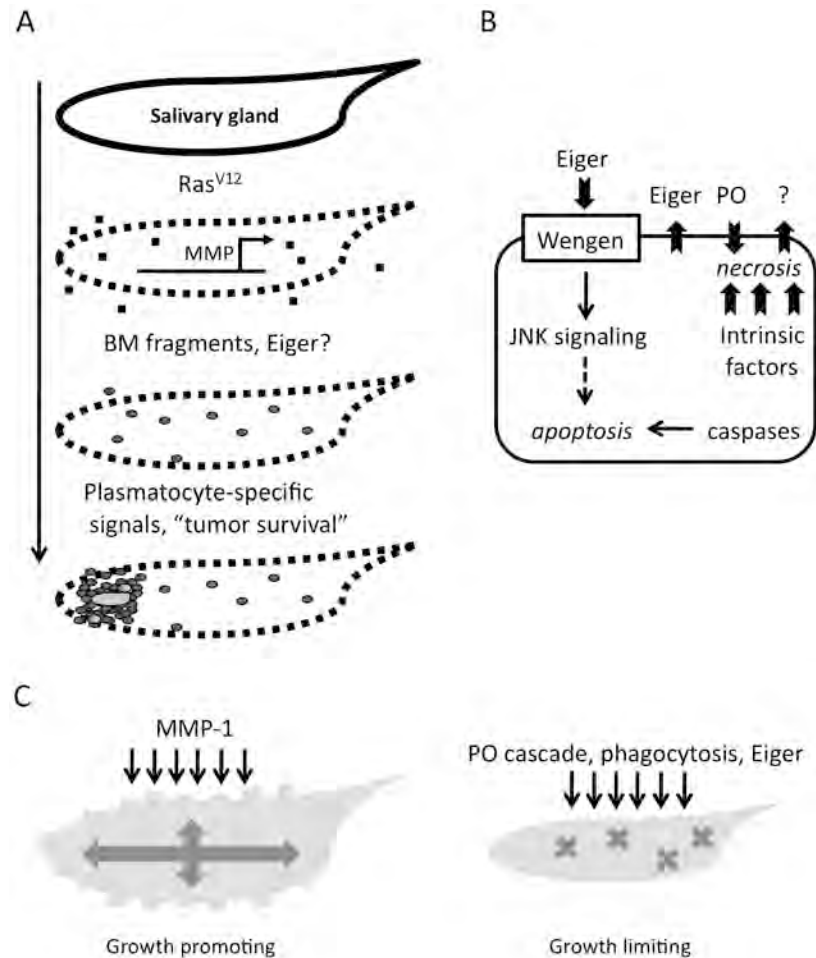 A
Salivary gland
Ras^V12
MMP
BM fragments, Eiger?
Plasmatocyte-specific
signals, “tumor survival”
B
Eiger
Eiger PO ?
Wengen
necrosis
JNK signaling
Intrinsic
factors
apoptosis
caspases
C
MMP-1
Growth promoting
PO cascade, phagocytosis, Eiger
Growth limiting